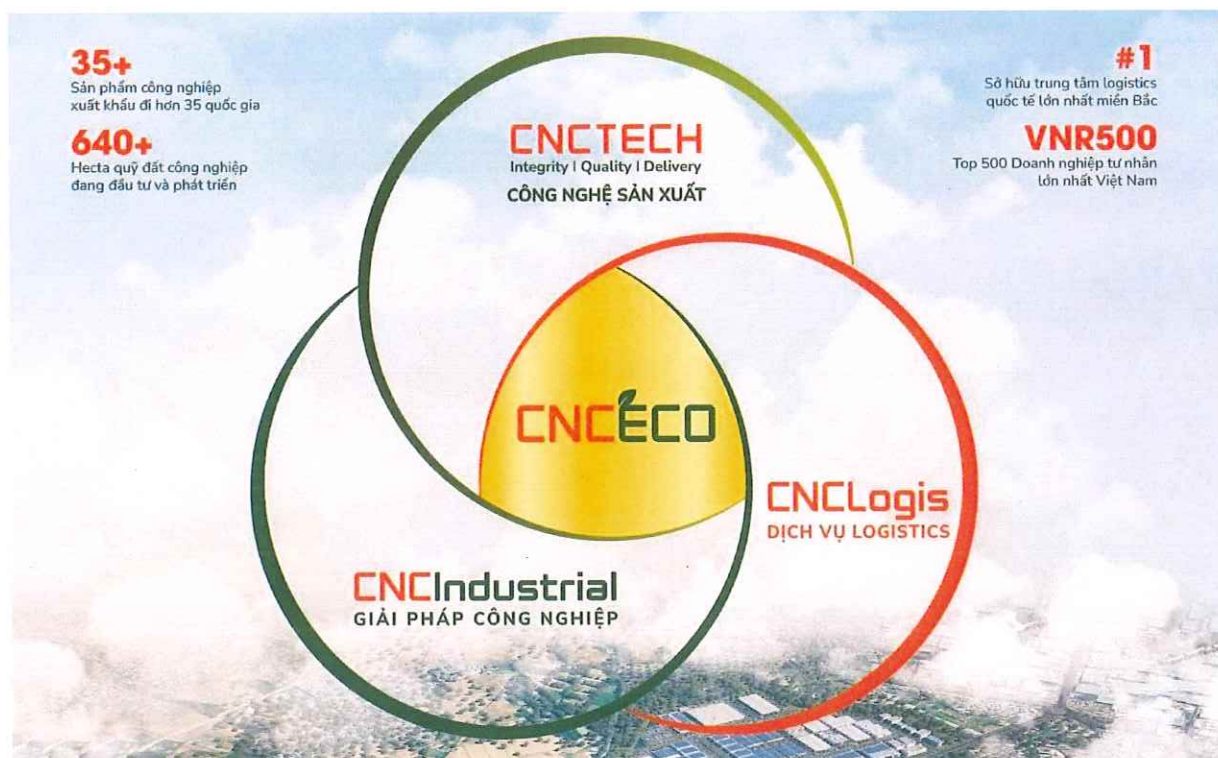 35+
Sản phẩm công nghiệp
xuất khẩu đi hơn 35 quốc gia
640+
Hecta quỹ đất công nghiệp
đang đầu tư và phát triển
#1
Sở hữu trung tâm logistics
quốc tế lớn nhất miền Bắc
VNR500
Top 500 Doanh nghiệp tư nhân
lớn nhất Việt Nam
CNCTECH
Integrity | Quality | Delivery
CÔNG NGHỆ SẢN XUẤT
CNCECO
CNCLogis
DỊCH VỤ LOGISTICS
CNCIndustrial
GIẢI PHÁP CÔNG NGHIỆP